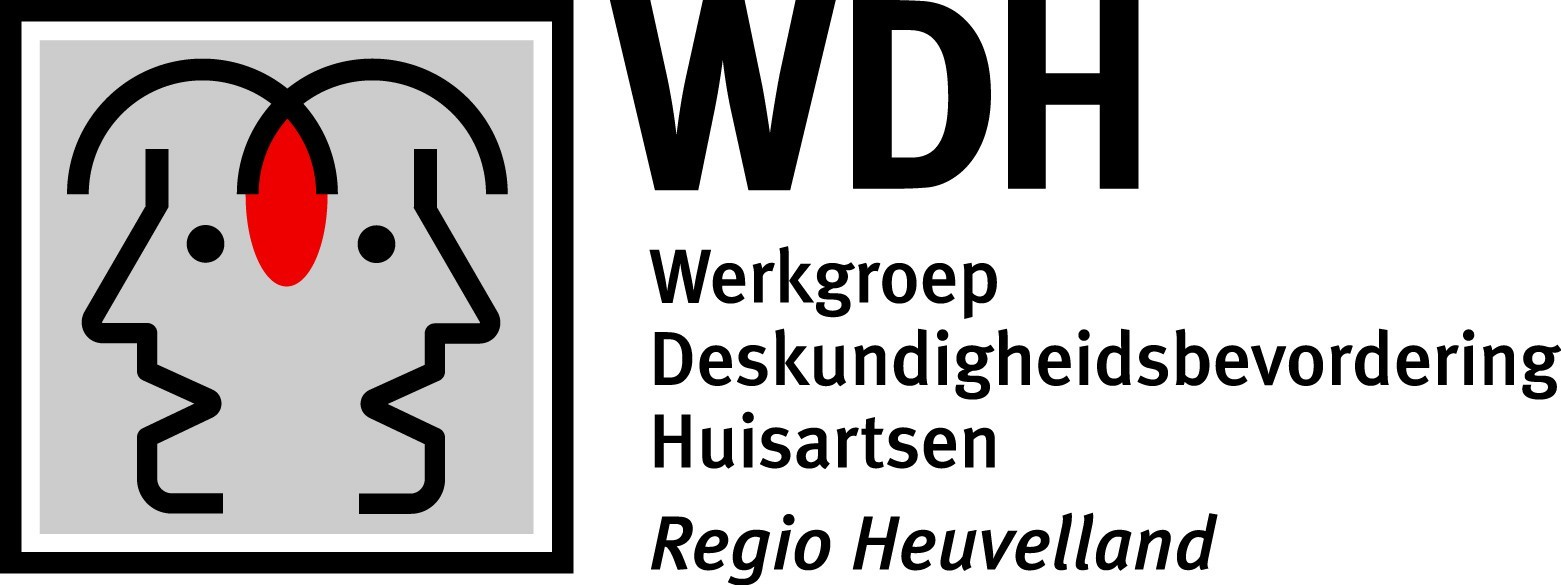 WDH
Werkgroep
Deskundigheidsbevordering
Huisartsen
Regio Heuvelland